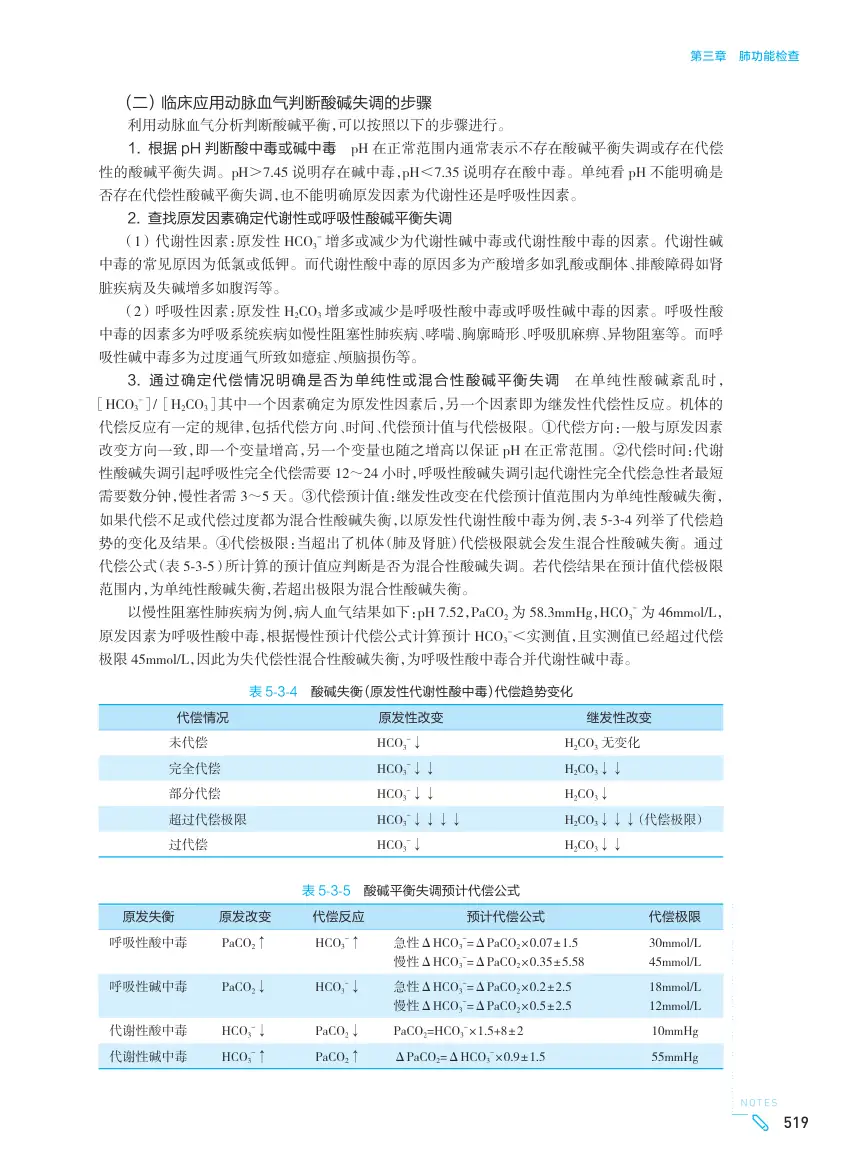 第三章 肺功能检查
（二）临床应用动脉血气判断酸碱失调的步骤
利用动脉血气分析判断酸碱平衡，可以按照以下的步骤进行。
1. 根据 pH 判断酸中毒或碱中毒 pH 在正常范围内通常表示不存在酸碱平衡失调或存在代偿
性的酸碱平衡失调。pH＞7.45 说明存在碱中毒，pH＜7.35 说明存在酸中毒。单纯看 pH 不能明确是
否存在代偿性酸碱平衡失调，也不能明确原发因素为代谢性还是呼吸性因素。
2. 查找原发因素确定代谢性或呼吸性酸碱平衡失调
（1）代谢性因素：原发性 HCO₃⁻ 增多或减少为代谢性碱中毒或代谢性酸中毒的因素。代谢性碱
中毒的常见原因为低氯或低钾。而代谢性酸中毒的原因多为产酸增多如乳酸或酮体、排酸障碍如肾
脏疾病及失碱增多如腹泻等。
（2）呼吸性因素：原发性 H₂CO₃ 增多或减少是呼吸性酸中毒或呼吸性碱中毒的因素。呼吸性酸
中毒的因素多为呼吸系统疾病如慢性阻塞性肺疾病、哮喘、胸廓畸形、呼吸肌麻痹、异物阻塞等。而呼
吸性碱中毒多为过度通气所致如癔症、颅脑损伤等。
3. 通过确定代偿情况明确是否为单纯性或混合性酸碱平衡失调 在单纯性酸碱紊乱时，
［HCO₃⁻］/［H₂CO₃］其中一个因素确定为原发性因素后，另一个因素即为继发性代偿性反应。机体的
代偿反应有一定的规律，包括代偿方向、时间、代偿预计值与代偿极限。①代偿方向：一般与原发因素
改变方向一致，即一个变量增高，另一个变量也随之增高以保证 pH 在正常范围。②代偿时间：代谢
性酸碱失调引起呼吸性完全代偿需要 12～24 小时，呼吸性酸碱失调引起代谢性完全代偿急性者最短
需要数分钟，慢性者需 3～5 天。③代偿预计值：继发性改变在代偿预计值范围内为单纯性酸碱失衡，
如果代偿不足或代偿过度都为混合性酸碱失衡，以原发性代谢性酸中毒为例，表 5-3-4 列举了代偿趋
势的变化及结果。④代偿极限：当超出了机体（肺及肾脏）代偿极限就会发生混合性酸碱失衡。通过
代偿公式（表 5-3-5）所计算的预计值应判断是否为混合性酸碱失调。若代偿结果在预计值代偿极限
范围内，为单纯性酸碱失衡，若超出极限为混合性酸碱失衡。
以慢性阻塞性肺疾病为例，病人血气结果如下：pH 7.52，PaCO₂ 为 58.3mmHg，HCO₃⁻ 为 46mmol/L，
原发因素为呼吸性酸中毒，根据慢性预计代偿公式计算预计 HCO₃⁻＜实测值，且实测值已经超过代偿
极限 45mmol/L，因此为失代偿性混合性酸碱失衡，为呼吸性酸中毒合并代谢性碱中毒。
表 5-3-4 酸碱失衡（原发性代谢性酸中毒）代偿趋势变化
代偿情况 原发性改变 继发性改变
未代偿 HCO₃⁻↓ H₂CO₃ 无变化
完全代偿 HCO₃⁻↓↓ H₂CO₃↓↓
部分代偿 HCO₃⁻↓↓ H₂CO₃↓
超过代偿极限 HCO₃⁻↓↓↓↓ H₂CO₃↓↓↓（代偿极限）
过代偿 HCO₃⁻↓ H₂CO₃↓↓
表 5-3-5 酸碱平衡失调预计代偿公式
原发失衡 原发改变 代偿反应 预计代偿公式 代偿极限
呼吸性酸中毒 PaCO₂↑ HCO₃⁻↑ 急性 Δ HCO₃⁻= Δ PaCO₂×0.07±1.5 30mmol/L
慢性 Δ HCO₃⁻= Δ PaCO₂×0.35±5.58 45mmol/L
呼吸性碱中毒 PaCO₂↓ HCO₃⁻↓ 急性 Δ HCO₃⁻= Δ PaCO₂×0.2±2.5 18mmol/L
慢性 Δ HCO₃⁻= Δ PaCO₂×0.5±2.5 12mmol/L
代谢性酸中毒 HCO₃⁻↓ PaCO₂↓ PaCO₂=HCO₃⁻×1.5+8±2 10mmHg
代谢性碱中毒 HCO₃⁻↑ PaCO₂↑ Δ PaCO₂= Δ HCO₃⁻×0.9±1.5 55mmHg
NOTES
519